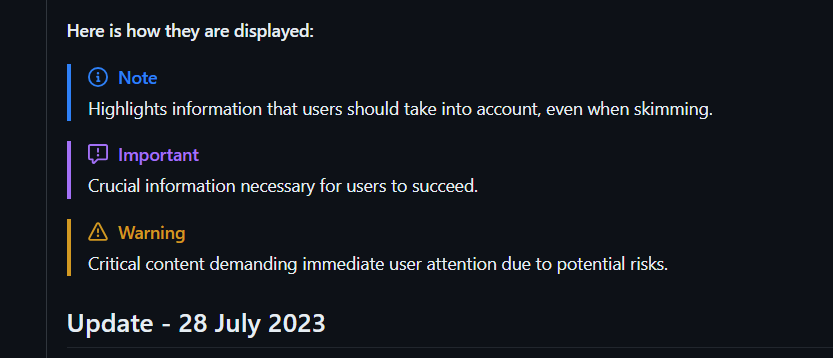 Here is how they are displayed:
Note
Highlights information that users should take into account, even when skimming.
Important
Crucial information necessary for users to succeed.
Warning
Critical content demanding immediate user attention due to potential risks.
Update - 28 July 2023